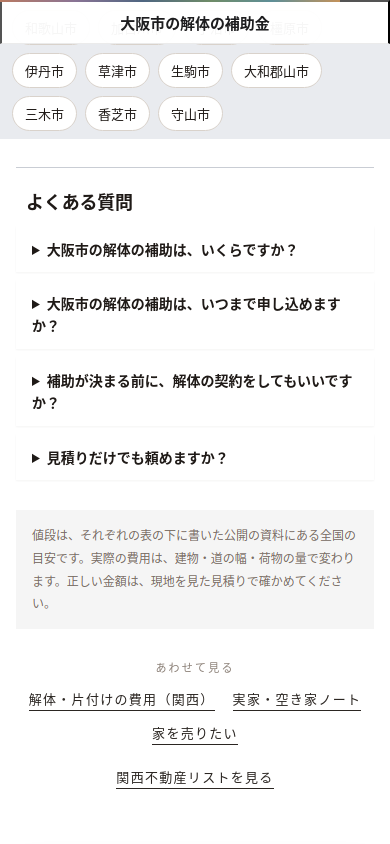 大阪市の解体の補助金
伊丹市 草津市 生駒市 大和郡山市
三木市 香芝市 守山市
よくある質問
▶ 大阪市の解体の補助は、いくらですか？
▶ 大阪市の解体の補助は、いつまで申し込めます
か？
▶ 補助が決まる前に、解体の契約をしてもいいです
か？
▶ 見積りだけでも頼めますか？
値段は、それぞれの表の下に書いた公開の資料にある全国の
目安です。実際の費用は、建物・道の幅・荷物の量で変わり
ます。正しい金額は、現地を見た見積りで確かめてくださ
い。
あわせて見る
解体・片付けの費用（関西） 実家・空き家ノート
家を売りたい
関西不動産リストを見る